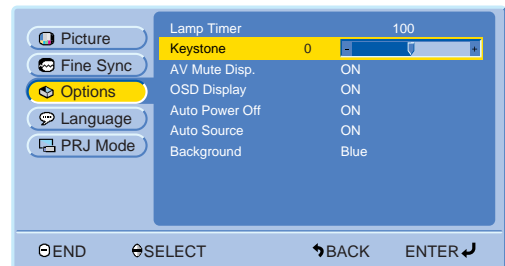 Picture
Fine Sync
Options
Language
PRJ Mode
Lamp Timer 100
Keystone 0 - +
AV Mute Disp. ON
OSD Display ON
Auto Power Off ON
Auto Source ON
Background Blue
END SELECT BACK ENTER